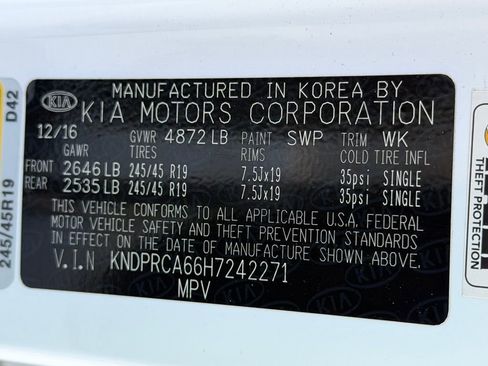 MANUFACTURED IN KOREA BY
KIA KIA MOTORS CORPORATION
12/16 GVWR 4872 LB PAINT SWP TRIM WK
GAWR TIRES RIMS COLD TIRE INFL
FRONT 2646 LB 245/45 R19 7.5Jx19 35psi SINGLE
REAR 2535 LB 245/45 R19 7.5Jx19 35psi SINGLE
THIS VEHICLE CONFORMS TO ALL APPLICABLE U.S.A. FEDERAL
MOTOR VEHICLE SAFETY AND THEFT PREVENTION STANDARDS
IN EFFECT ON THE DATE OF MANUFACTURE SHOWN ABOVE.
V.I.N KNDPRCA66H7242271
MPV
245/45R19 D42
THEFT PROTECTION